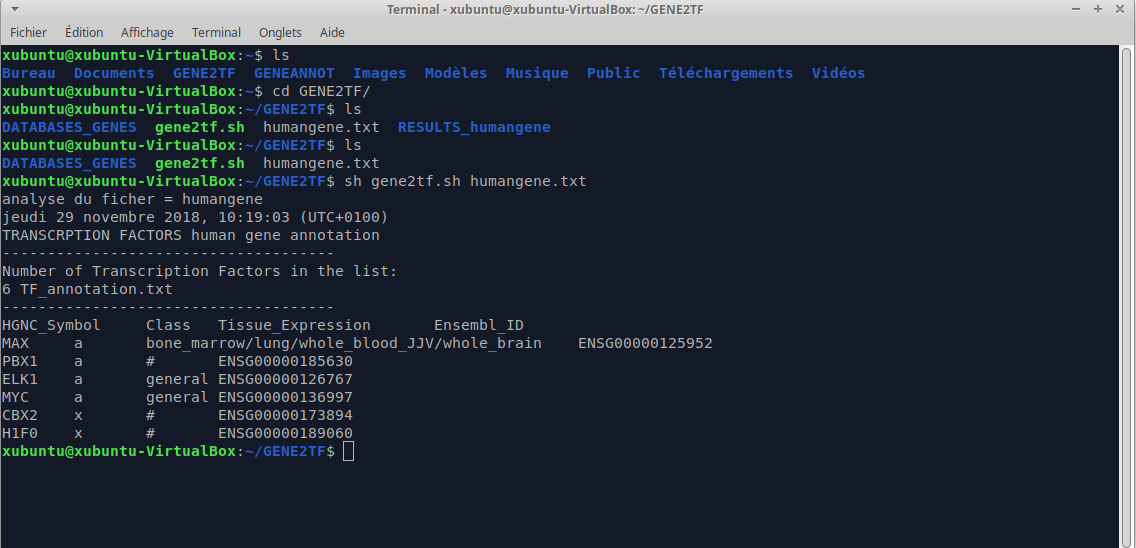 Terminal - xubuntu@xubuntu-VirtualBox: ~/GENE2TF
Fichier Édition Affichage Terminal Onglets Aide
xubuntu@xubuntu-VirtualBox:~$ ls
Bureau Documents GENE2TF GENEANNOT Images Modèles Musique Public Téléchargements Vidéos
xubuntu@xubuntu-VirtualBox:~$ cd GENE2TF/
xubuntu@xubuntu-VirtualBox:~/GENE2TF$ ls
DATABASES_GENES gene2tf.sh humangene.txt RESULTS_humangene
xubuntu@xubuntu-VirtualBox:~/GENE2TF$ ls
DATABASES_GENES gene2tf.sh humangene.txt
xubuntu@xubuntu-VirtualBox:~/GENE2TF$ sh gene2tf.sh humangene.txt
analyse du ficher = humangene
jeudi 29 novembre 2018, 10:19:03 (UTC+0100)
TRANSCRPTION FACTORS human gene annotation
-------------------------------------
Number of Transcription Factors in the list:
6 TF_annotation.txt
-------------------------------------
HGNC_Symbol Class Tissue_Expression Ensembl_ID
MAX a bone_marrow/lung/whole_blood_JJV/whole_brain ENSG00000125952
PBX1 a # ENSG00000185630
ELK1 a general ENSG00000126767
MYC a general ENSG00000136997
CBX2 x # ENSG00000173894
H1F0 x # ENSG00000189060
xubuntu@xubuntu-VirtualBox:~/GENE2TF$